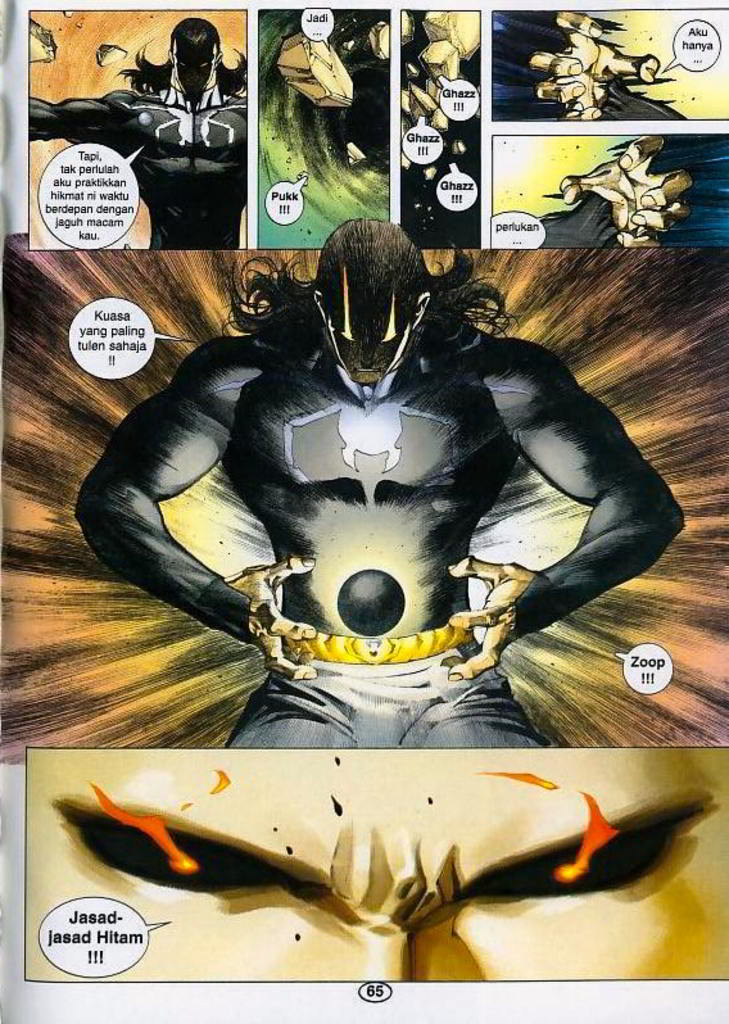 Tapi,
tak perlulah
aku praktikkan
hikmat ni waktu
berdepan dengan
jaguh macam
kau.
Jadi
...
Pukk
!!!
Ghazz
!!!
Ghazz
!!!
Ghazz
!!!
Aku
hanya
...
perlukan
...
Kuasa
yang paling
tulen sahaja
!!
Zoop
!!!
Jasad-
jasad Hitam
!!!
65